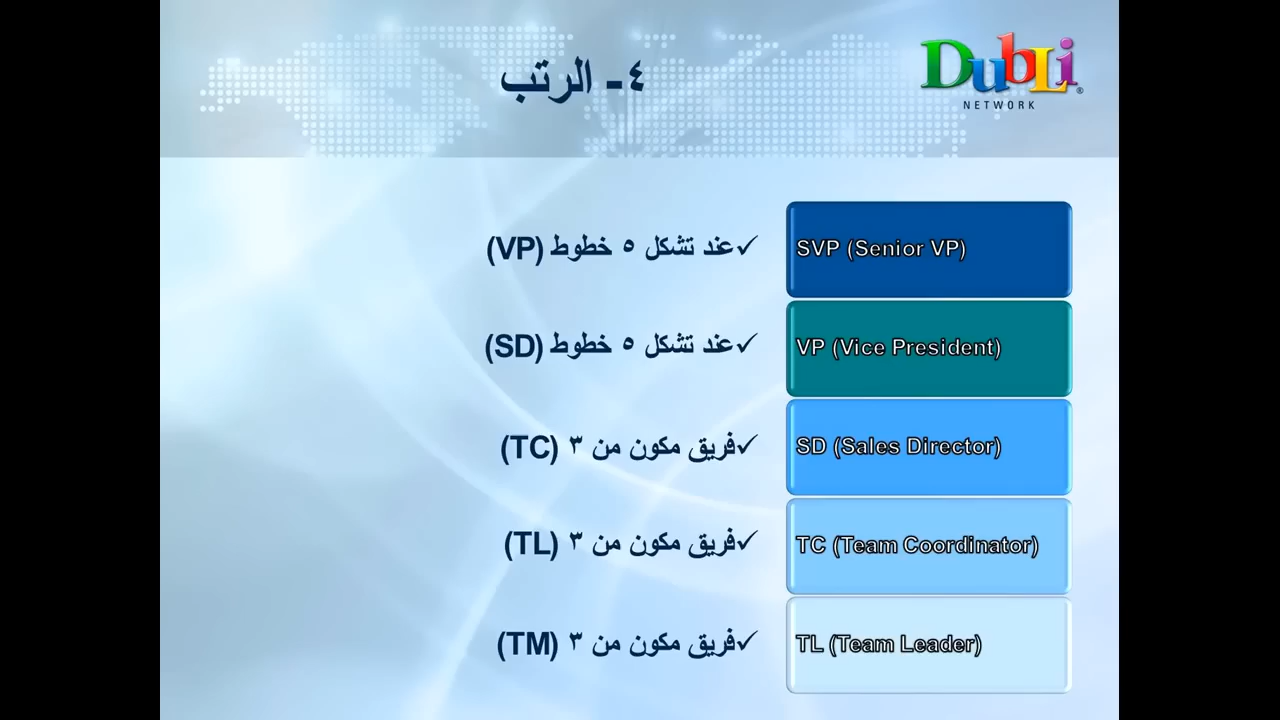 ٤- الرتب
DubLi®
NETWORK
SVP (Senior VP)
✓عند تشكل ٥ خطوط (VP)
VP (Vice President)
✓عند تشكل ٥ خطوط (SD)
SD (Sales Director)
✓فريق مكون من ٣ (TC)
TC (Team Coordinator)
✓فريق مكون من ٣ (TL)
TL (Team Leader)
✓فريق مكون من ٣ (TM)